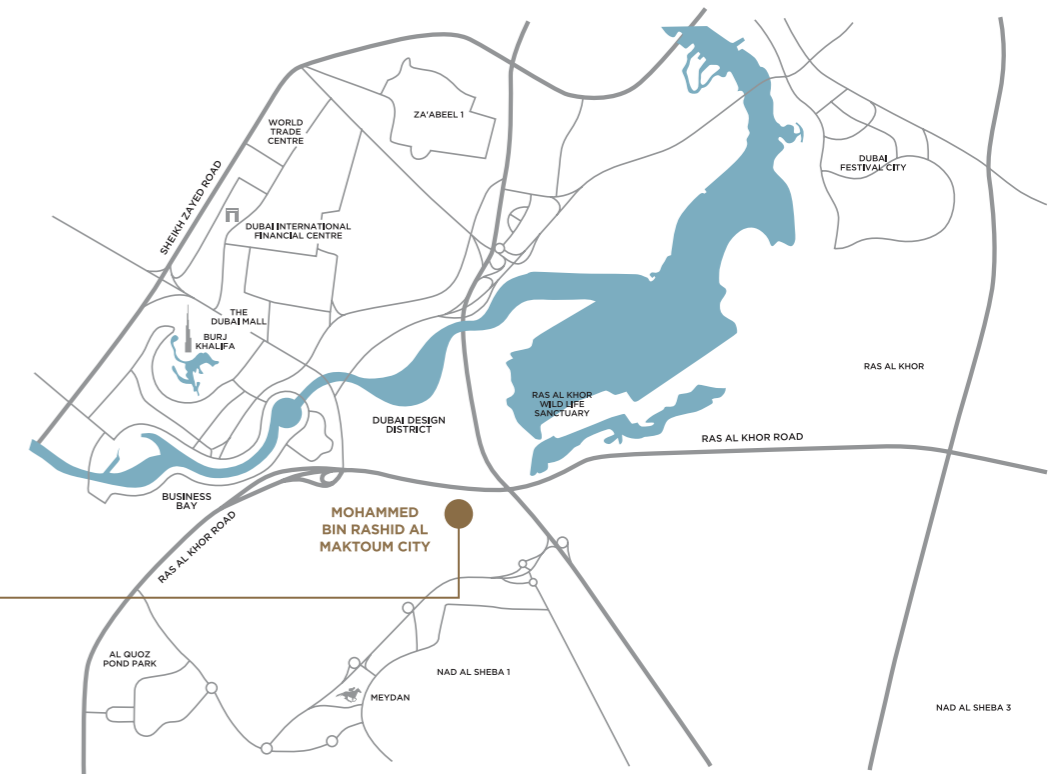 ZA'ABEEL 1
WORLD
TRADE
CENTRE
DUBAI
FESTIVAL CITY
SHEIKH ZAYED ROAD
DUBAI INTERNATIONAL
FINANCIAL CENTRE
THE
DUBAI MALL
BURJ
KHALIFA
RAS AL KHOR
RAS AL KHOR
WILD LIFE
SANCTUARY
DUBAI DESIGN
DISTRICT
RAS AL KHOR ROAD
BUSINESS
BAY
MOHAMMED
BIN RASHID AL
MAKTOUM CITY
RAS AL KHOR ROAD
AL QUOZ
POND PARK
NAD AL SHEBA 1
MEYDAN
NAD AL SHEBA 3